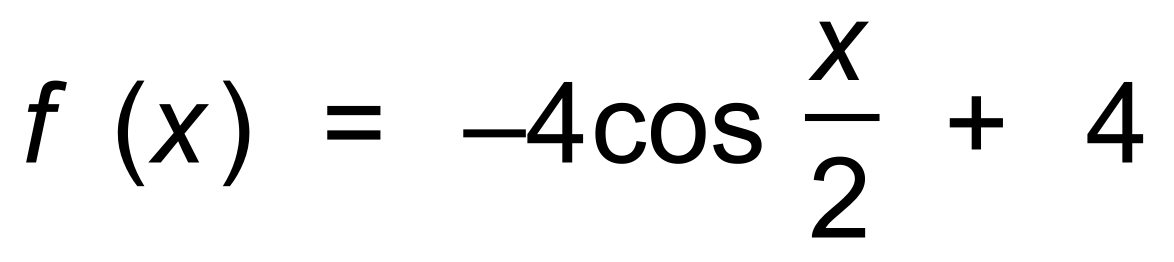 f (x) = –4cos x/2 + 4